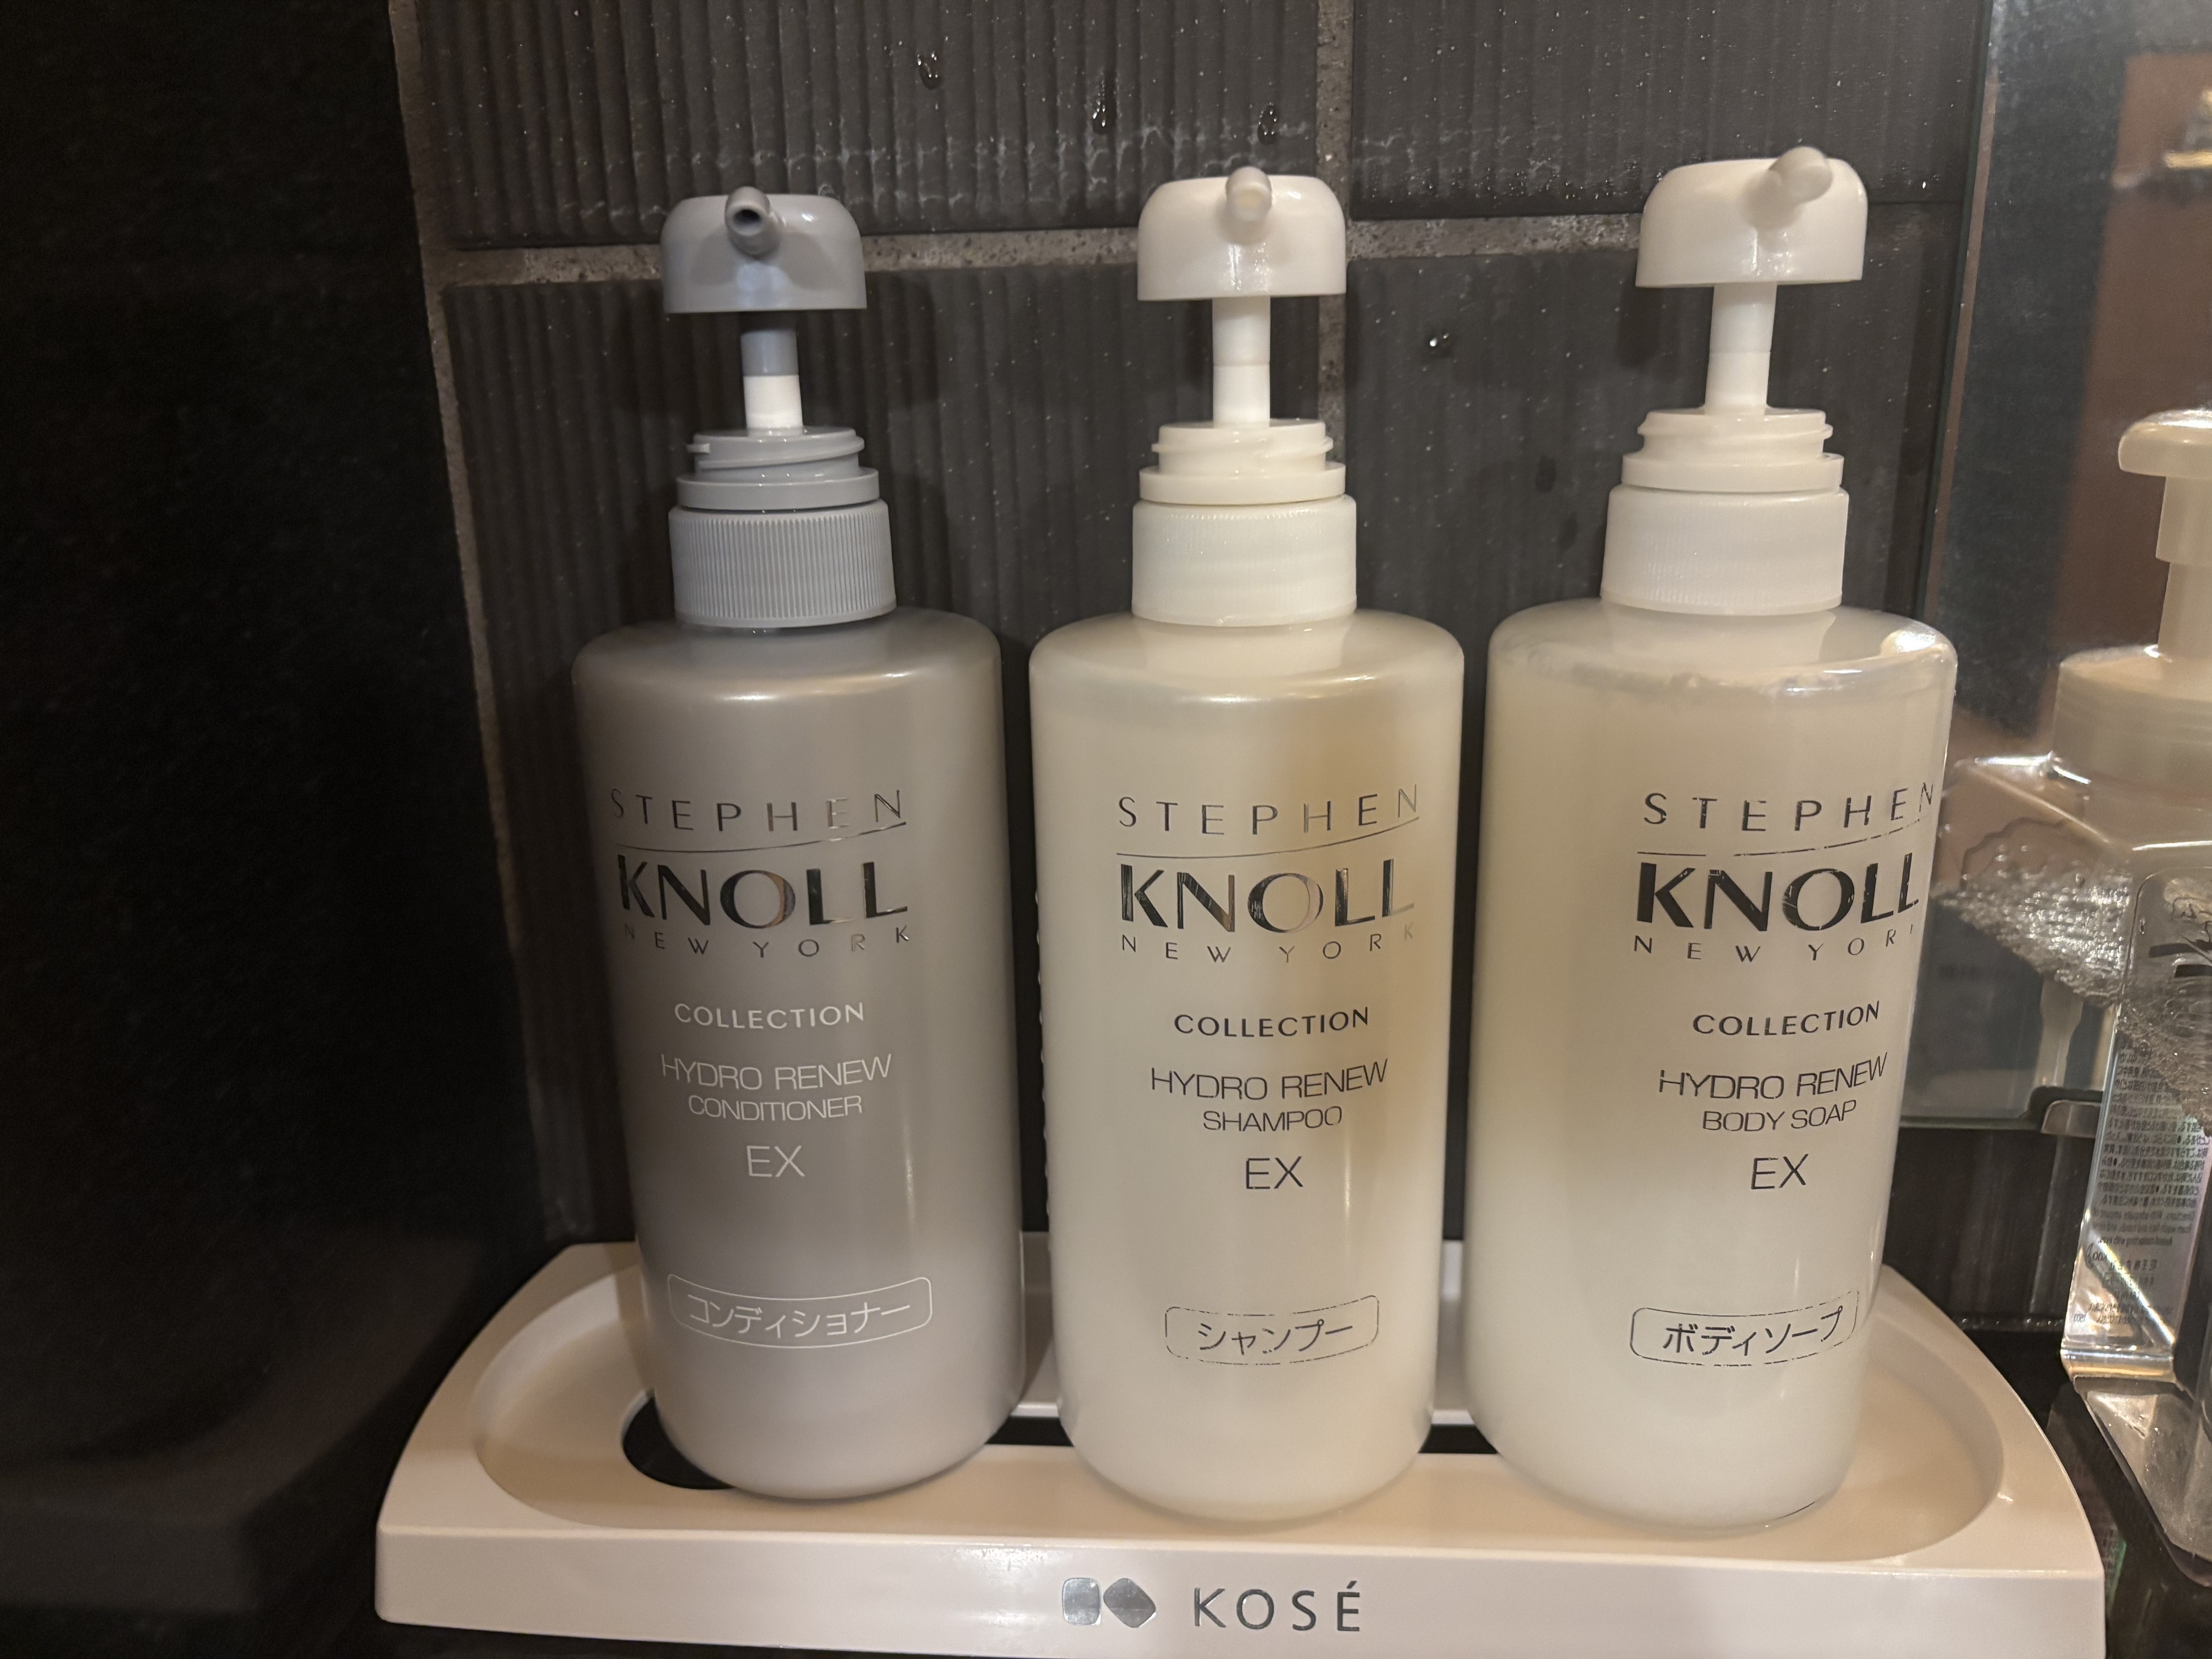 STEPHEN
KNOLL
NEW YORK
COLLECTION
HYDRO RENEW
CONDITIONER
EX
コンディショナー
STEPHEN
KNOLL
NEW YORK
COLLECTION
HYDRO RENEW
SHAMPOO
EX
シャンプー
STEPHEN
KNOLL
NEW YORK
COLLECTION
HYDRO RENEW
BODY SOAP
EX
ボディソープ
KOSÉ